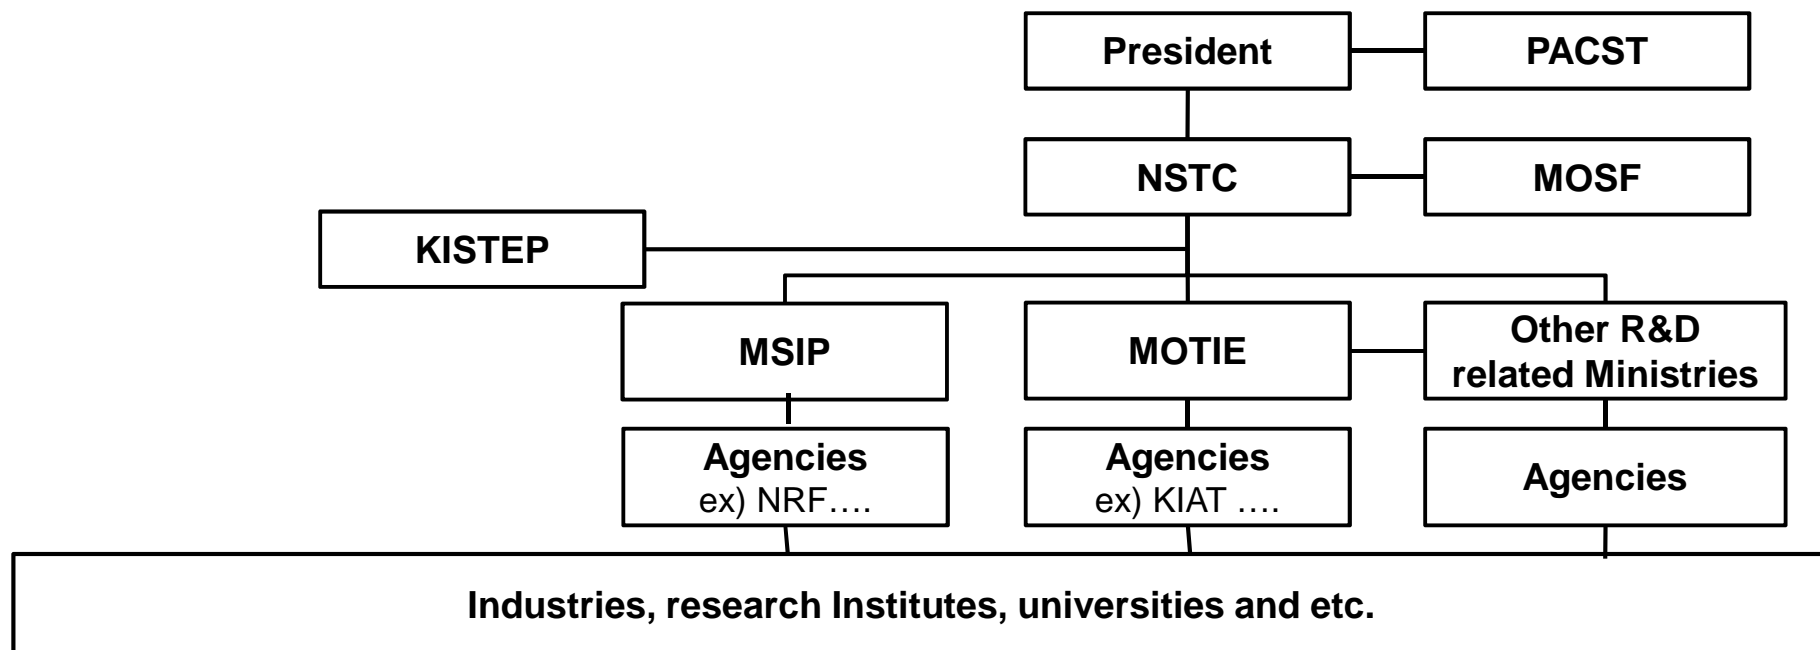 President
PACST
NSTC
MOSF
KISTEP
MSIP
MOTIE
Other R&D
related Ministries
Agencies
ex) NRF….
Agencies
ex) KIAT ….
Agencies
Industries, research Institutes, universities and etc.